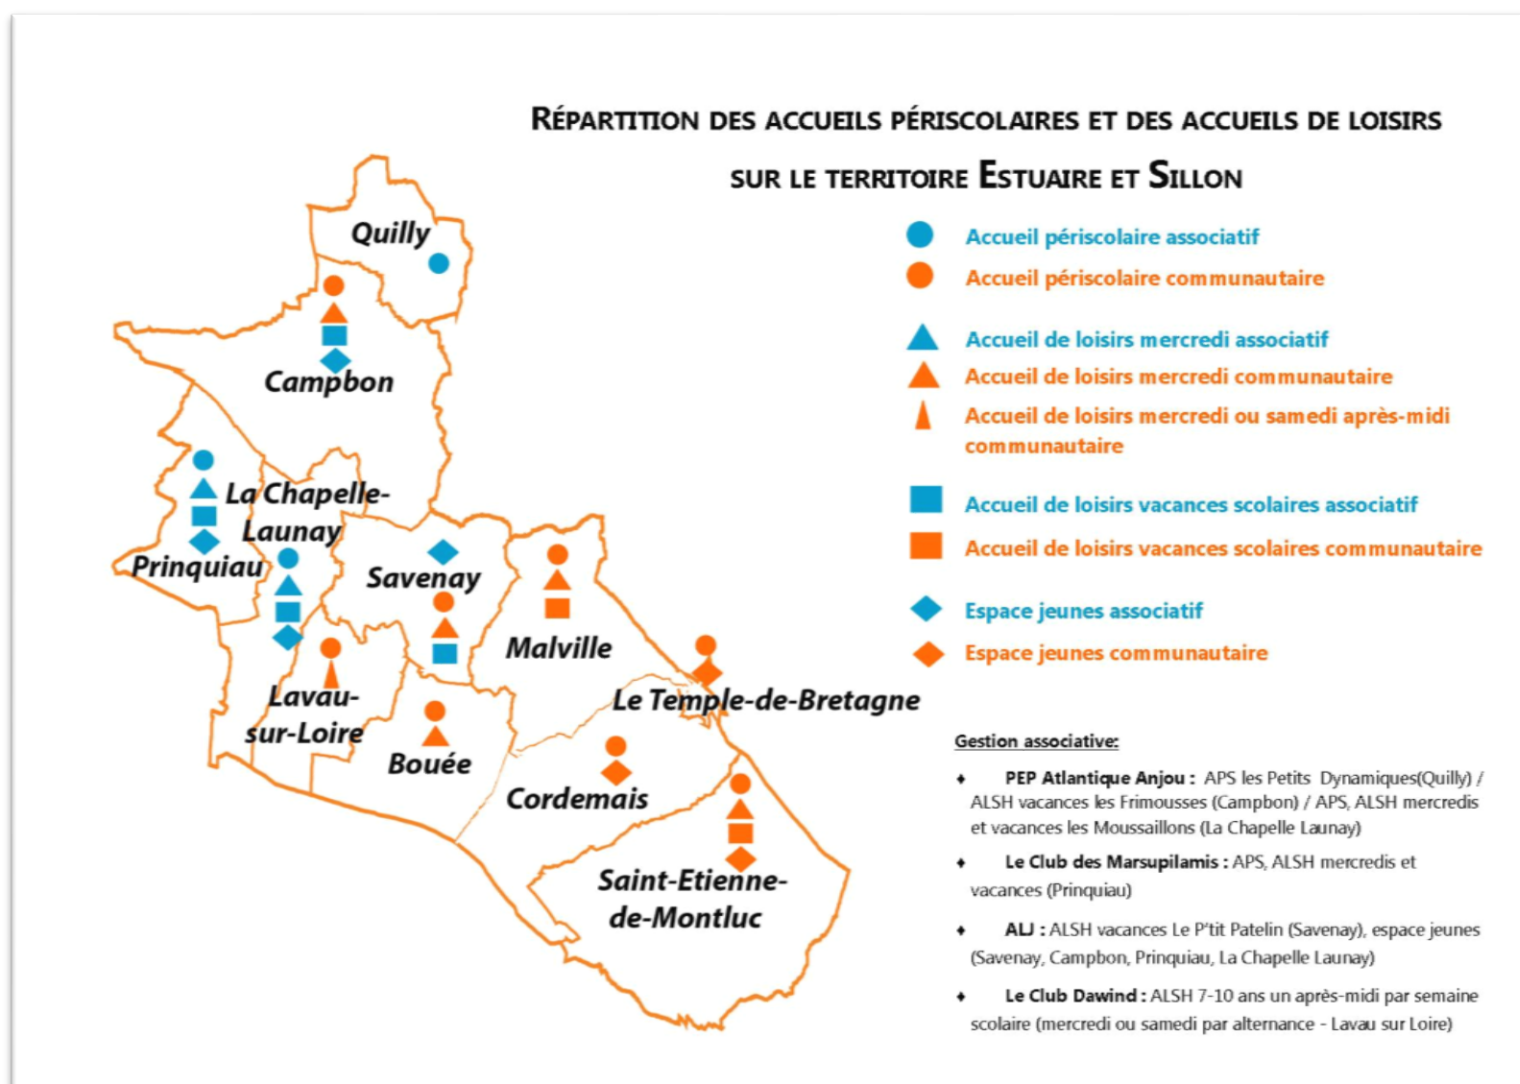 RÉPARTITION DES ACCUEILS PÉRISCOLAIRES ET DES ACCUEILS DE LOISIRS
SUR LE TERRITOIRE ESTUAIRE ET SILLON
Quilly
Campbon
La Chapelle-
Launay
Prinquiau
Savenay
Malville
Lavau-
sur-Loire
Bouée
Le Temple-de-Bretagne
Cordemais
Saint-Etienne-
de-Montluc
Accueil périscolaire associatif
Accueil périscolaire communautaire
Accueil de loisirs mercredi associatif
Accueil de loisirs mercredi communautaire
Accueil de loisirs mercredi ou samedi après-midi
communautaire
Accueil de loisirs vacances scolaires associatif
Accueil de loisirs vacances scolaires communautaire
Espace jeunes associatif
Espace jeunes communautaire
Gestion associative:
♦ PEP Atlantique Anjou : APS les Petits Dynamiques(Quilly) /
ALSH vacances les Frimousses (Campbon) / APS, ALSH mercredis
et vacances les Moussaillons (La Chapelle Launay)
♦ Le Club des Marsupilamis : APS, ALSH mercredis et
vacances (Prinquiau)
♦ ALJ : ALSH vacances Le P'tit Patelin (Savenay), espace jeunes
(Savenay, Campbon, Prinquiau, La Chapelle Launay)
♦ Le Club Dawind : ALSH 7-10 ans un après-midi par semaine
scolaire (mercredi ou samedi par alternance - Lavau sur Loire)